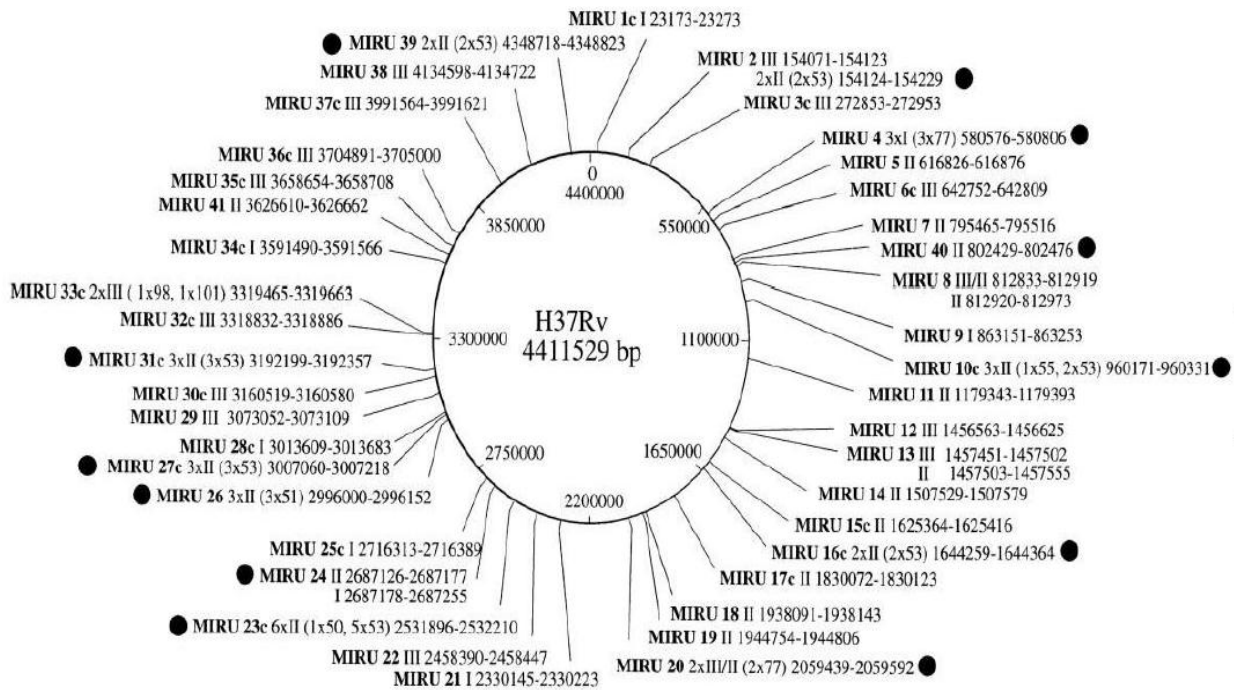 MIRU 1c I 23173-23273
MIRU 2 III 154071-154123
2xII (2x53) 154124-154229
MIRU 3c III 272853-272953
MIRU 4 3xI (3x77) 580576-580806
MIRU 5 II 616826-616876
MIRU 6c III 642752-642809
MIRU 7 II 795465-795516
MIRU 40 II 802429-802476
MIRU 8 III/II 812833-812919
II 812920-812973
MIRU 9 I 863151-863253
MIRU 10c 3xII (1x55, 2x53) 960171-960331
MIRU 11 II 1179343-1179393
MIRU 12 III 1456563-1456625
MIRU 13 III 1457451-1457502
II 1457503-1457555
MIRU 14 II 1507529-1507579
MIRU 15c II 1625364-1625416
MIRU 16c 2xII (2x53) 1644259-1644364
MIRU 17c II 1830072-1830123
MIRU 18 II 1938091-1938143
MIRU 19 II 1944754-1944806
MIRU 20 2xIII/II (2x77) 2059439-2059592
MIRU 21 I 2330145-2330223
MIRU 22 III 2458390-2458447
MIRU 23c 6xII (1x50, 5x53) 2531896-2532210
MIRU 24 II 2687126-2687177
I 2687178-2687255
MIRU 25c I 2716313-2716389
MIRU 26 3xII (3x51) 2996000-2996152
MIRU 27c 3xII (3x53) 3007060-3007218
MIRU 28c I 3013609-3013683
MIRU 29 III 3073052-3073109
MIRU 30c III 3160519-3160580
MIRU 31c 3xII (3x53) 3192199-3192357
MIRU 32c III 3318832-3318886
MIRU 33c 2xIII ( 1x98, 1x101) 3319465-3319663
MIRU 34c I 3591490-3591566
MIRU 41 II 3626610-3626662
MIRU 35c III 3658654-3658708
MIRU 36c III 3704891-3705000
MIRU 37c III 3991564-3991621
MIRU 38 III 4134598-4134722
MIRU 39 2xII (2x53) 4348718-4348823
0
4400000
550000
1100000
1650000
2200000
2750000
3300000
3850000
H37Rv
4411529 bp